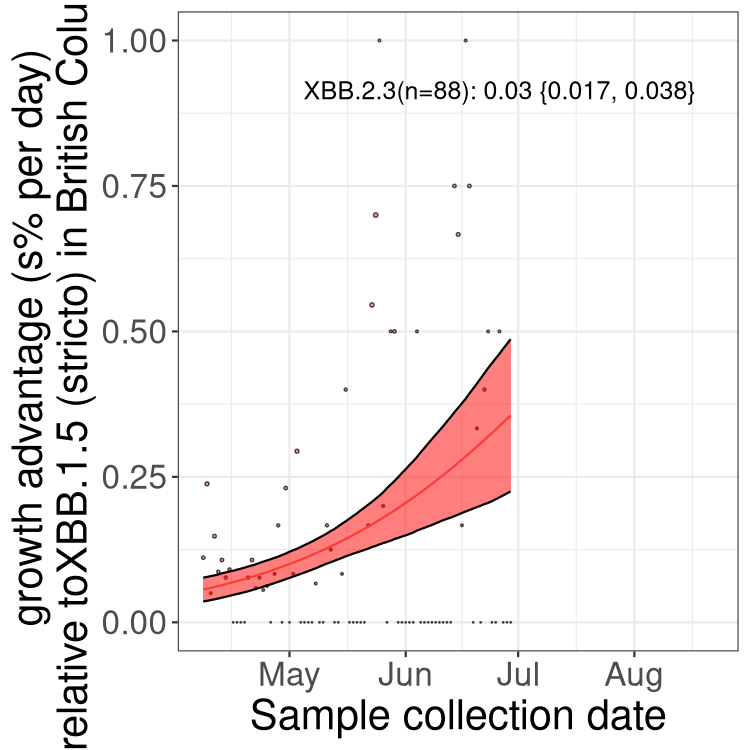 growth advantage (s% per day)
relative toXBB.1.5 (stricto) in British Colu
1.00
0.75
0.50
0.25
0.00
XBB.2.3(n=88): 0.03 {0.017, 0.038}
May Jun Jul Aug
Sample collection date